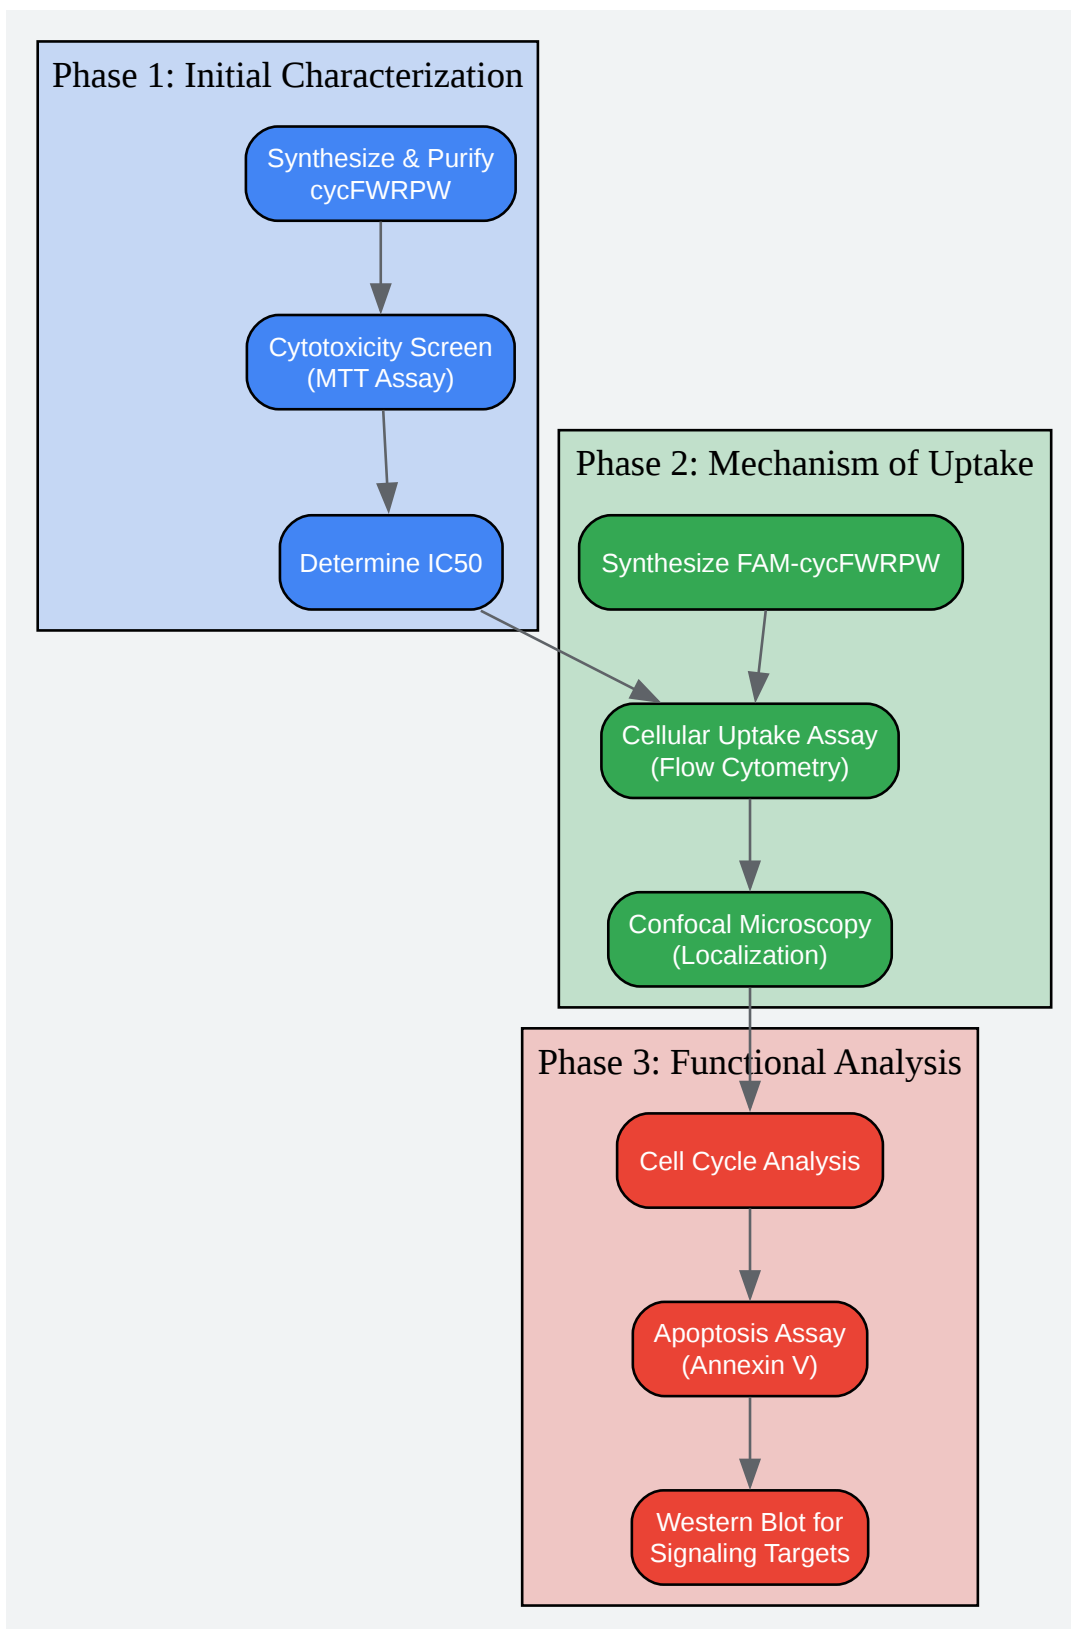 Phase 1: Initial Characterization
Synthesize & Purify
cycFWRPW
Cytotoxicity Screen
(MTT Assay)
Determine IC50
Phase 2: Mechanism of Uptake
Synthesize FAM-cycFWRPW
Cellular Uptake Assay
(Flow Cytometry)
Confocal Microscopy
(Localization)
Phase 3: Functional Analysis
Cell Cycle Analysis
Apoptosis Assay
(Annexin V)
Western Blot for
Signaling Targets